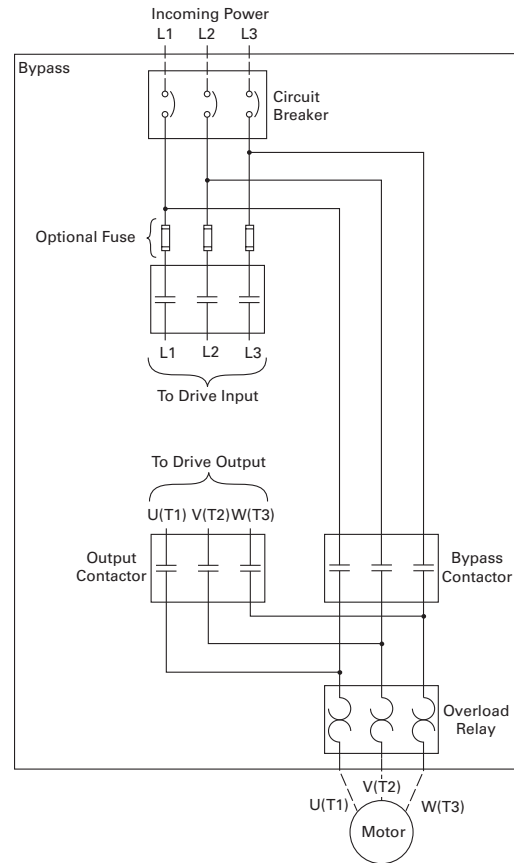 Incoming Power
L1 L2 L3
Bypass
Circuit
Breaker
Optional Fuse
L1 L2 L3
To Drive Input
To Drive Output
U(T1) V(T2) W(T3)
Output
Contactor
Bypass
Contactor
Overload
Relay
V(T2)
U(T1) W(T3)
Motor